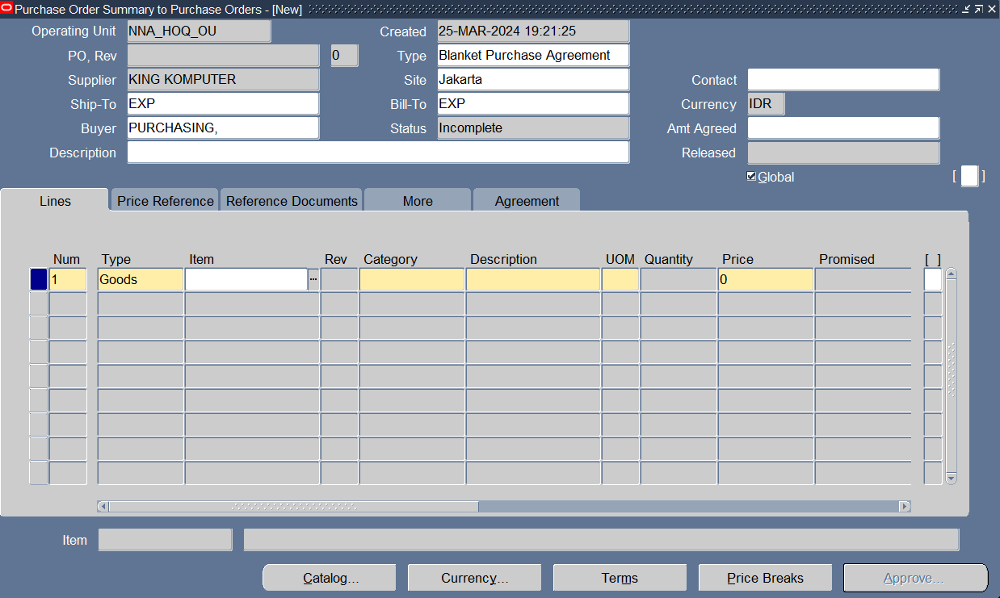 Purchase Order Summary to Purchase Orders - [New]
Operating Unit NNA_HOQ_OU Created 25-MAR-2024 19:21:25
PO, Rev 0 Type Blanket Purchase Agreement
Supplier KING KOMPUTER Site Jakarta Contact
Ship-To EXP Bill-To EXP Currency IDR
Buyer PURCHASING, Status Incomplete Amt Agreed
Description Released
Global [ ]
Lines Price Reference Reference Documents More Agreement
Num Type Item Rev Category Description UOM Quantity Price Promised [ ]
1 Goods ... 0
Item
Catalog... Currency... Terms Price Breaks Approve...